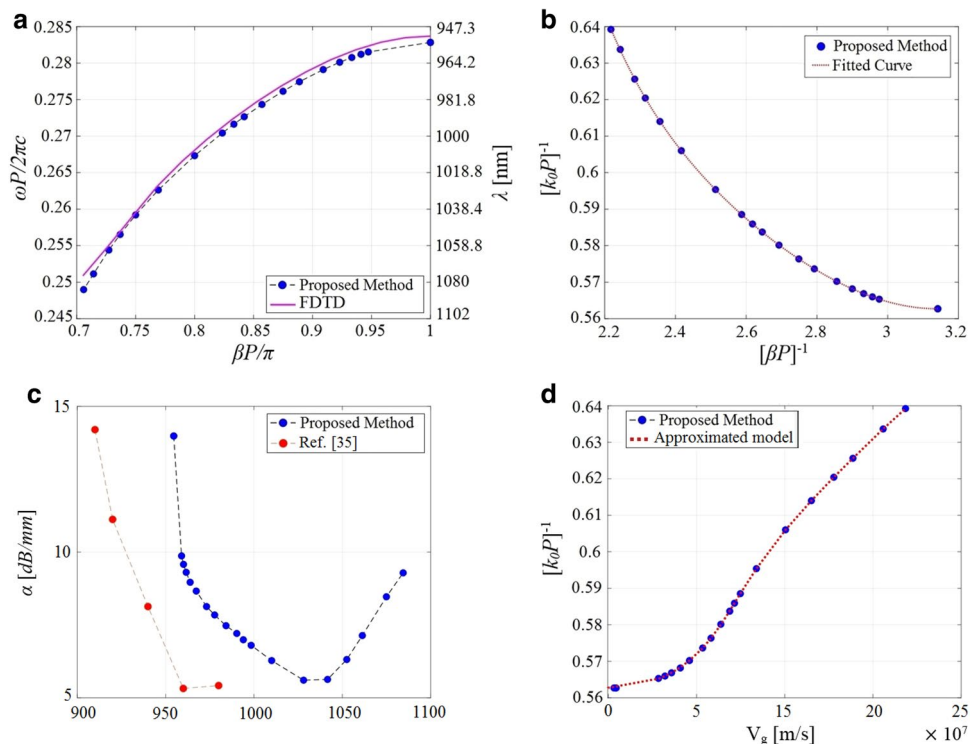 a
ωP/2πc
0.285
0.28
0.275
0.27
0.265
0.26
0.255
0.25
0.245
947.3
964.2
981.8
1000
1018.8
1038.4
1058.8
1080
1102
λ [nm]
Proposed Method
FDTD
0.7 0.75 0.8 0.85 0.9 0.95 1
βP/π
b
[k₀P]⁻¹
0.64
0.63
0.62
0.61
0.6
0.59
0.58
0.57
0.56
Proposed Method
Fitted Curve
2.2 2.4 2.6 2.8 3 3.2
[βP]⁻¹
c
α [dB/mm]
15
10
5
Proposed Method
Ref. [35]
900 950 1000 1050 1100
d
[k₀P]⁻¹
0.64
0.63
0.62
0.61
0.6
0.59
0.58
0.57
0.56
Proposed Method
Approximated model
0 5 10 15 20 25
V_g [m/s] × 10⁷